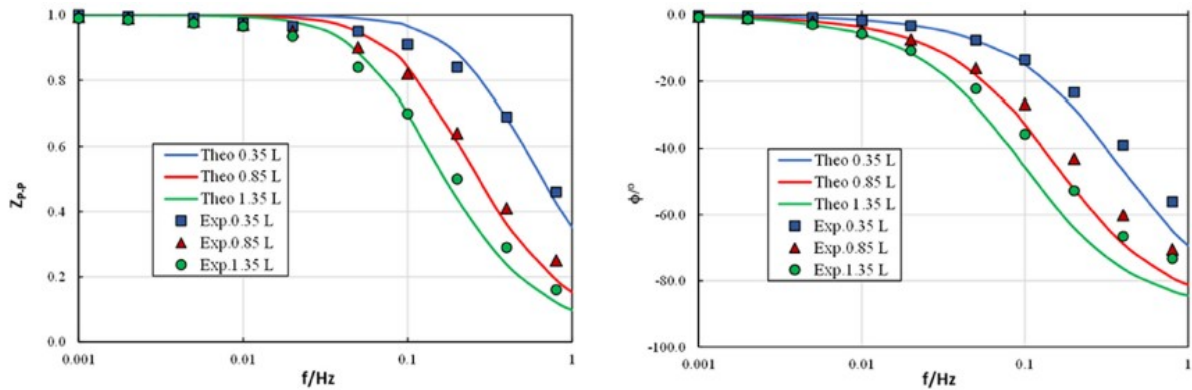 1.0
0.8
0.6
0.4
0.2
0.0
Z P-P
Theo 0.35 L
Theo 0.85 L
Theo 1.35 L
Exp.0.35 L
Exp.0.85 L
Exp.1.35 L
0.001 0.01 0.1 1
f/Hz
0.0
-20.0
-40.0
-60.0
-80.0
-100.0
ϕ/°
Theo 0.35 L
Theo 0.85 L
Theo 1.35 L
Exp.0.35 L
Exp.0.85 L
Exp.1.35 L
0.001 0.01 0.1 1
f/Hz